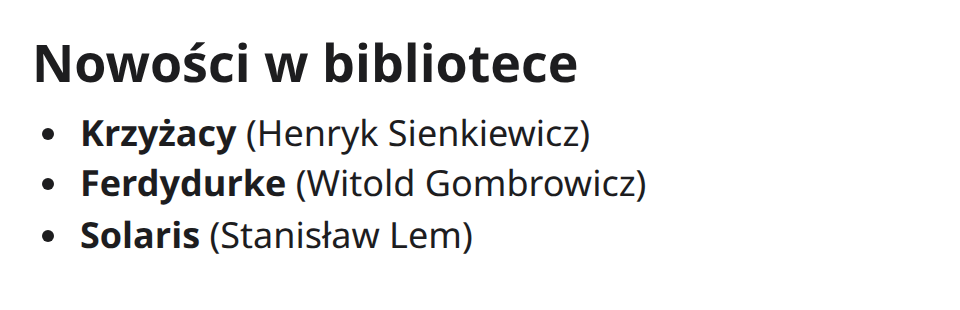 Nowości w bibliotece
• Krzyżacy (Henryk Sienkiewicz)
• Ferdydurke (Witold Gombrowicz)
• Solaris (Stanisław Lem)